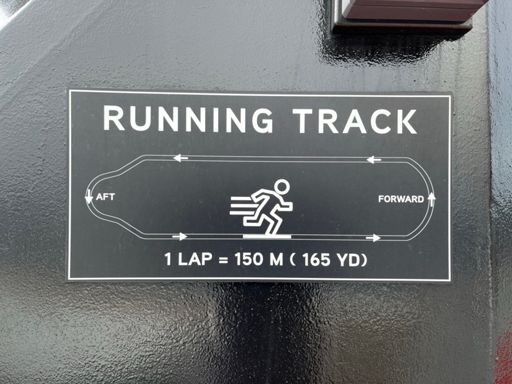 RUNNING TRACK
AFT
FORWARD
1 LAP = 150 M ( 165 YD)